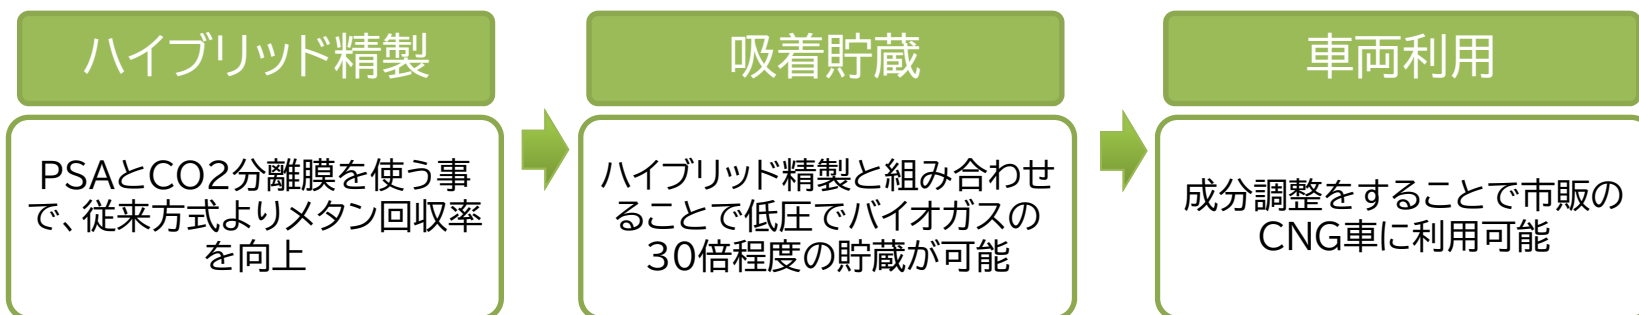 ハイブリッド精製
PSAとCO2分離膜を使う事
で、従来方式よりメタン回収率
を向上
吸着貯蔵
ハイブリッド精製と組み合わせ
ることで低圧でバイオガスの
30倍程度の貯蔵が可能
車両利用
成分調整をすることで市販の
CNG車に利用可能